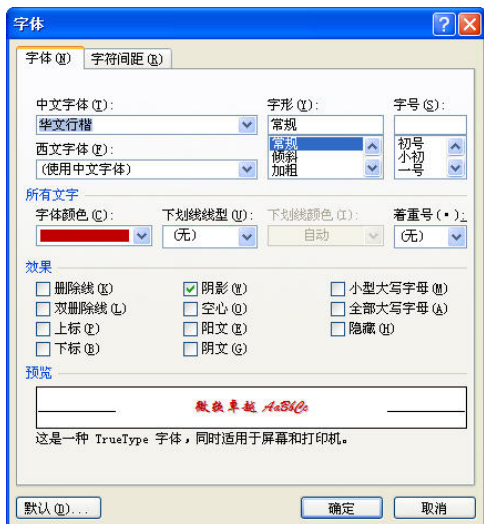 字体
字体(N) 字符间距(R)
中文字体(T): 字形(Y): 字号(S):
华文行楷 常规
常规 初号
西文字体(F): 倾斜 小初
(使用中文字体) 加粗 一号
所有文字
字体颜色(C): 下划线线型(U): 下划线颜色(I): 着重号(·):
(无) 自动 (无)
效果
删除线(K) 阴影(W) 小型大写字母(M)
双删除线(L) 空心(O) 全部大写字母(A)
上标(P) 阳文(E) 隐藏(H)
下标(B) 阴文(G)
预览
微软卓越 AaBbCc
这是一种 TrueType 字体，同时适用于屏幕和打印机。
默认(D)... 确定 取消